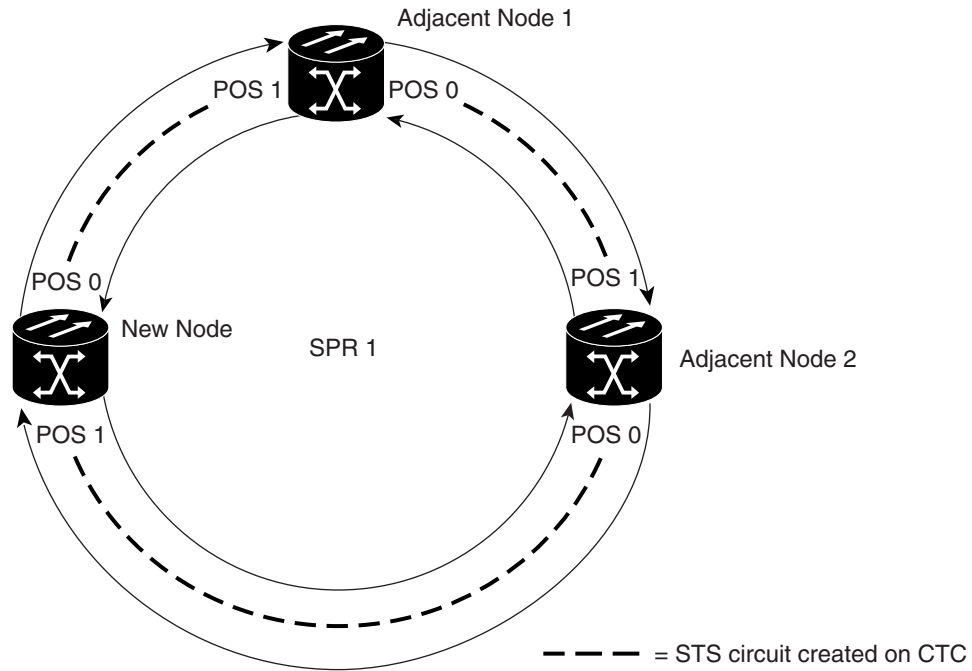 Adjacent Node 1
POS 1
POS 0
POS 0
POS 1
New Node
SPR 1
Adjacent Node 2
POS 1
POS 0
= STS circuit created on CTC